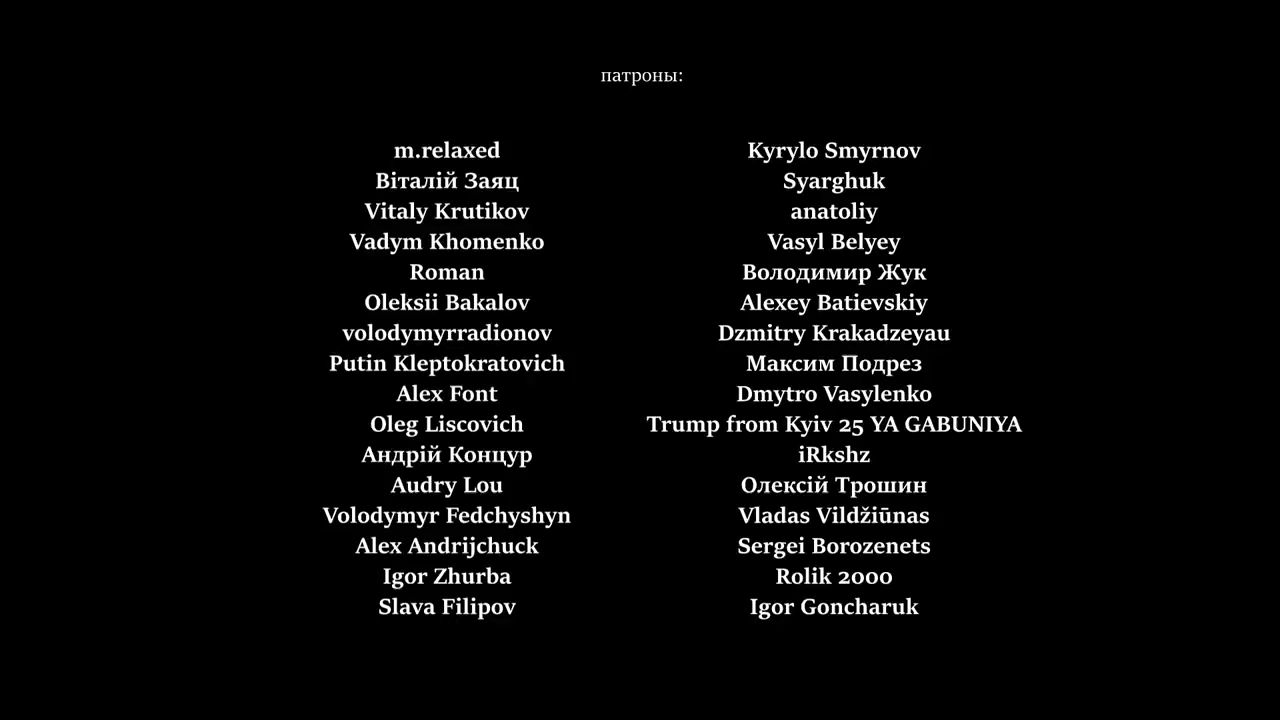 патроны:
m.relaxed
Віталій Заяц
Vitaly Krutikov
Vadym Khomenko
Roman
Oleksii Bakalov
volodymyrradionov
Putin Kleptokratovich
Alex Font
Oleg Liscovich
Андрій Концур
Audry Lou
Volodymyr Fedchyshyn
Alex Andrijchuck
Igor Zhurba
Slava Filipov
Kyrylo Smyrnov
Syarghuk
anatoliy
Vasyl Belyey
Володимир Жук
Alexey Batievskiy
Dzmitry Krakadzeyau
Максим Подрез
Dmytro Vasylenko
Trump from Kyiv 25 YA GABUNIYA
iRkshz
Олексій Трошин
Vladas Vildžiūnas
Sergei Borozenets
Rolik 2000
Igor Goncharuk